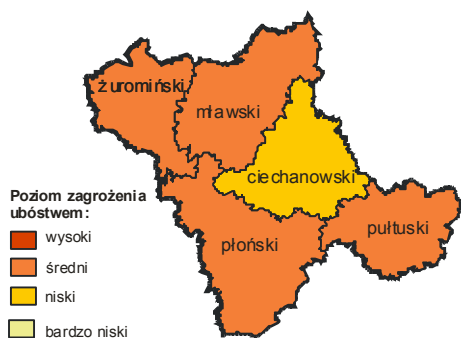 żuromiński
mławski
ciechanowski
płoński
pułtuski
Poziom zagrożenia
ubóstwem:
wysoki
średni
niski
bardzo niski